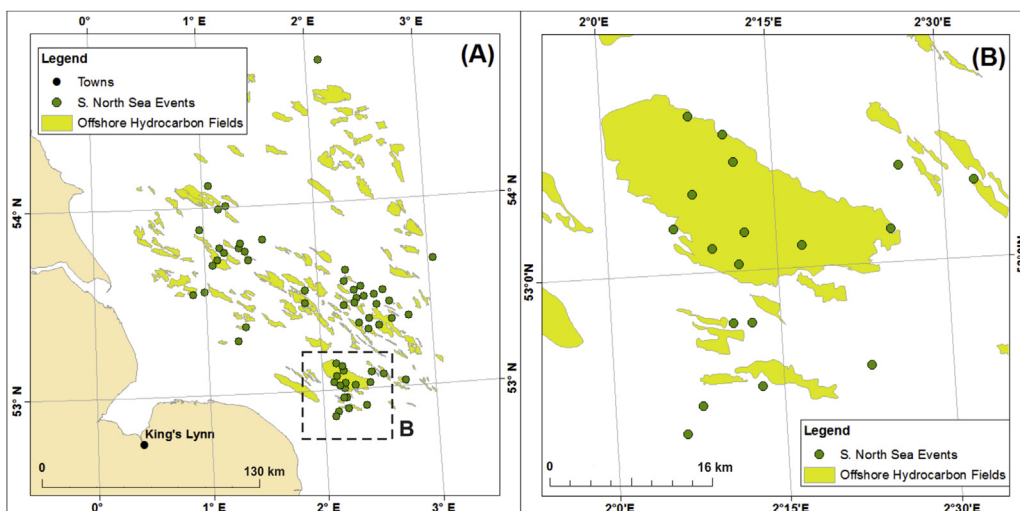 0° 1° E 2° E 3° E
(A)
Legend
Towns
S. North Sea Events
Offshore Hydrocarbon Fields
54° N
54° N
53° N
53° N
B
King's Lynn
0 130 km
0° 1° E 2° E 3° E
2°0'E 2°15'E 2°30'E
(B)
53°0'N
Legend
S. North Sea Events
Offshore Hydrocarbon Fields
0 16 km
2°0'E 2°15'E 2°30'E